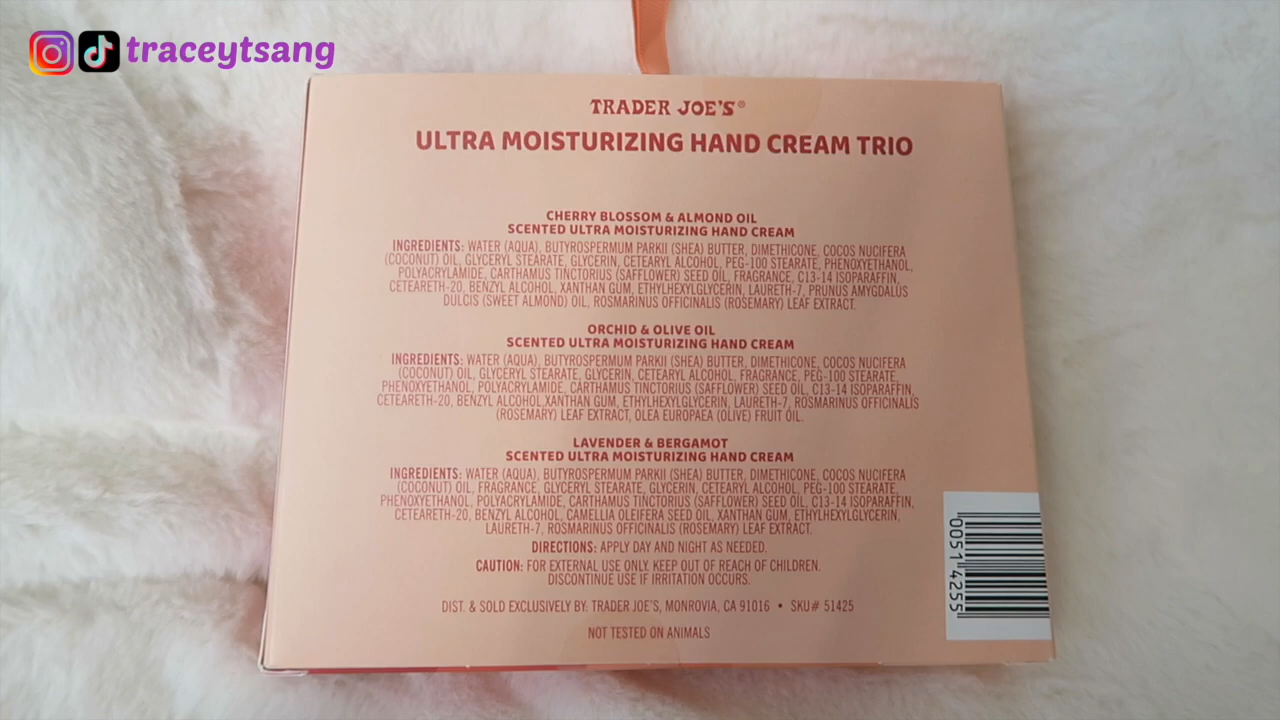 traceytsang
TRADER JOE'S®
ULTRA MOISTURIZING HAND CREAM TRIO
CHERRY BLOSSOM & ALMOND OIL
SCENTED ULTRA MOISTURIZING HAND CREAM
INGREDIENTS: WATER (AQUA), BUTYROSPERMUM PARKII (SHEA) BUTTER, DIMETHICONE, COCOS NUCIFERA
(COCONUT) OIL, GLYCERYL STEARATE, GLYCERIN, CETEARYL ALCOHOL, PEG-100 STEARATE, PHENOXYETHANOL,
POLYACRYLAMIDE, CARTHAMUS TINCTORIUS (SAFFLOWER) SEED OIL, FRAGRANCE, C13-14 ISOPARAFFIN,
CETEARETH-20, BENZYL ALCOHOL, XANTHAN GUM, ETHYLHEXYLGLYCERIN, LAURETH-7, PRUNUS AMYGDALUS
DULCIS (SWEET ALMOND) OIL, ROSMARINUS OFFICINALIS (ROSEMARY) LEAF EXTRACT.
ORCHID & OLIVE OIL
SCENTED ULTRA MOISTURIZING HAND CREAM
INGREDIENTS: WATER (AQUA), BUTYROSPERMUM PARKII (SHEA) BUTTER, DIMETHICONE, COCOS NUCIFERA
(COCONUT) OIL, GLYCERYL STEARATE, GLYCERIN, CETEARYL ALCOHOL, FRAGRANCE, PEG-100 STEARATE,
PHENOXYETHANOL, POLYACRYLAMIDE, CARTHAMUS TINCTORIUS (SAFFLOWER) SEED OIL, C13-14 ISOPARAFFIN,
CETEARETH-20, BENZYL ALCOHOL,XANTHAN GUM, ETHYLHEXYLGLYCERIN, LAURETH-7, ROSMARINUS OFFICINALIS
(ROSEMARY) LEAF EXTRACT, OLEA EUROPAEA (OLIVE) FRUIT OIL.
LAVENDER & BERGAMOT
SCENTED ULTRA MOISTURIZING HAND CREAM
INGREDIENTS: WATER (AQUA), BUTYROSPERMUM PARKII (SHEA) BUTTER, DIMETHICONE, COCOS NUCIFERA
(COCONUT) OIL, FRAGRANCE, GLYCERYL STEARATE, GLYCERIN, CETEARYL ALCOHOL, PEG-100 STEARATE,
PHENOXYETHANOL, POLYACRYLAMIDE, CARTHAMUS TINCTORIUS (SAFFLOWER) SEED OIL, C13-14 ISOPARAFFIN,
CETEARETH-20, BENZYL ALCOHOL, CAMELLIA OLEIFERA SEED OIL, XANTHAN GUM, ETHYLHEXYLGLYCERIN,
LAURETH-7, ROSMARINUS OFFICINALIS (ROSEMARY) LEAF EXTRACT.
DIRECTIONS: APPLY DAY AND NIGHT AS NEEDED.
CAUTION: FOR EXTERNAL USE ONLY. KEEP OUT OF REACH OF CHILDREN.
DISCONTINUE USE IF IRRITATION OCCURS.
DIST. & SOLD EXCLUSIVELY BY: TRADER JOE'S, MONROVIA, CA 91016 • SKU# 51425
NOT TESTED ON ANIMALS
0051 4255